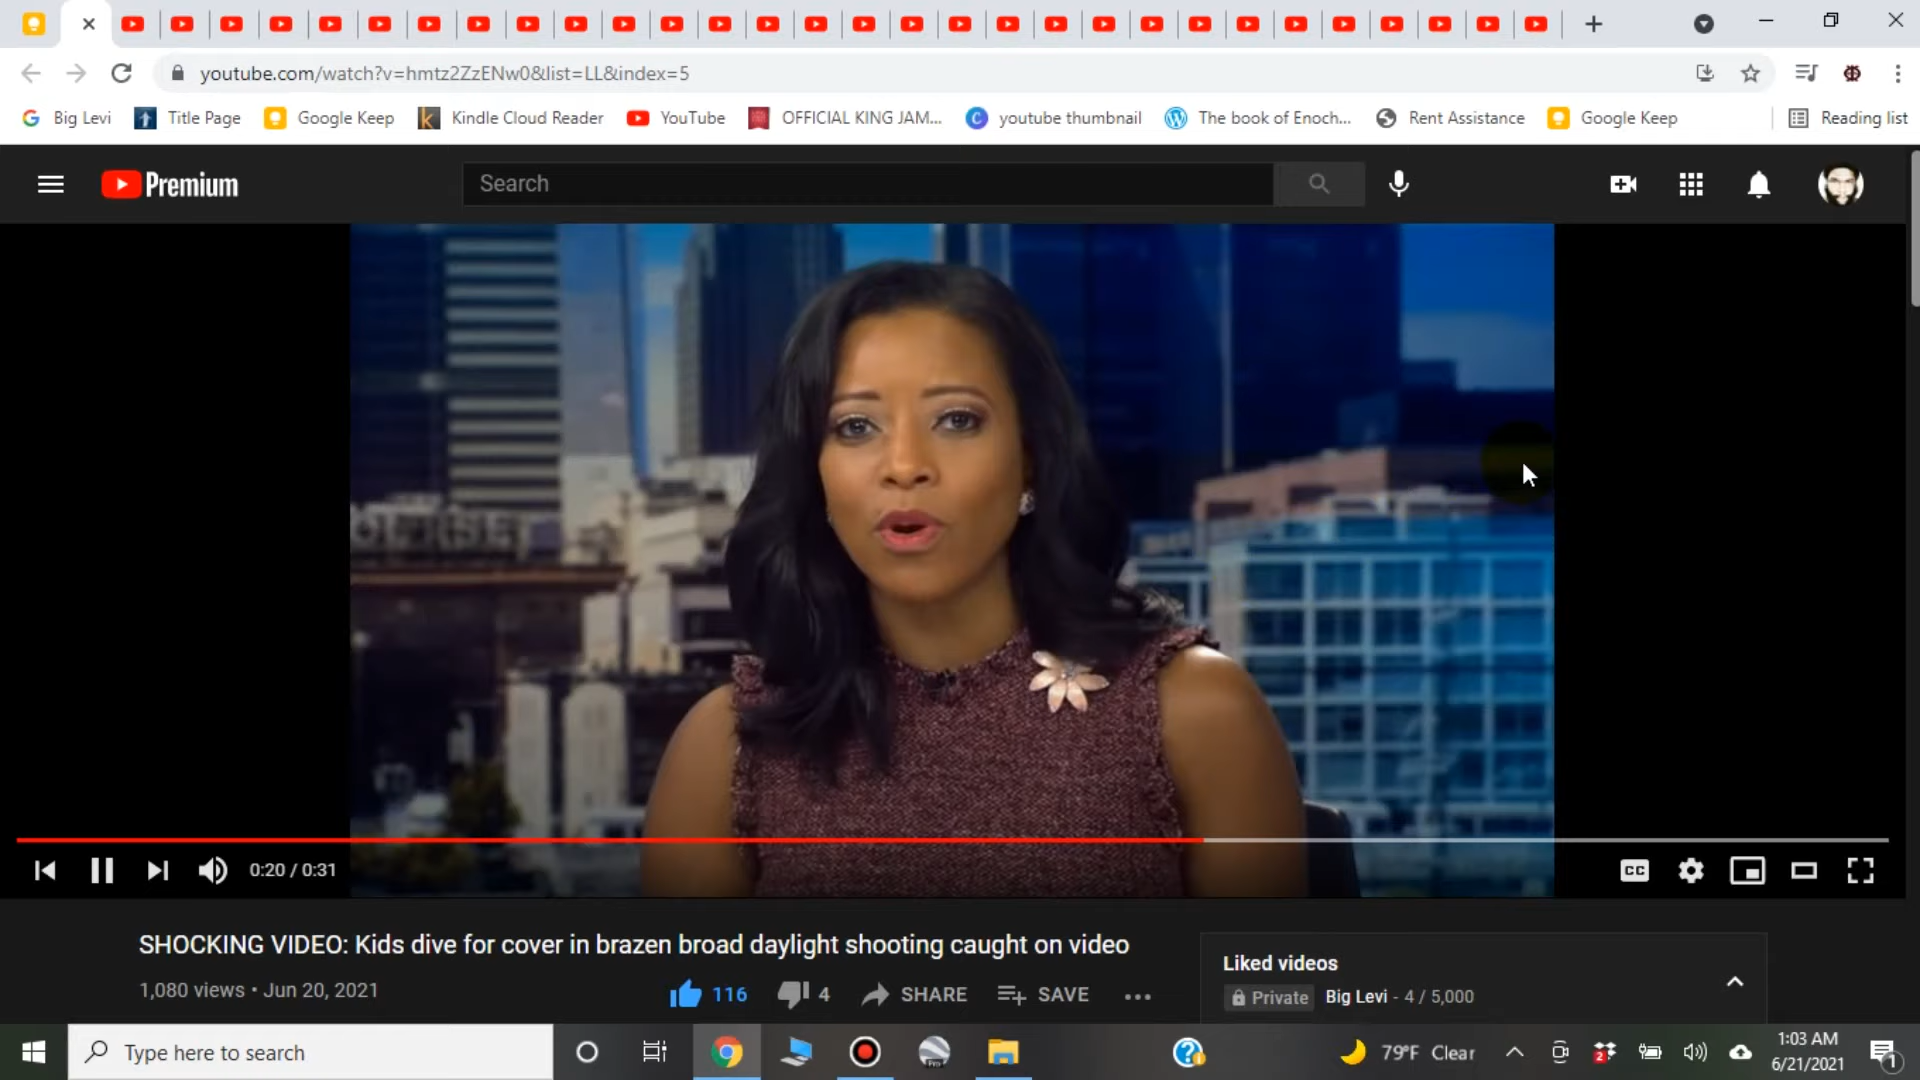 youtube.com/watch?v=hmtz2ZzENw0&list=LL&index=5
Big Levi Title Page Google Keep Kindle Cloud Reader YouTube OFFICIAL KING JAM... youtube thumbnail The book of Enoch... Rent Assistance Google Keep Reading list
Premium Search
0:20 / 0:31 CC
SHOCKING VIDEO: Kids dive for cover in brazen broad daylight shooting caught on video
1,080 views • Jun 20, 2021 116 4 SHARE SAVE
Liked videos
Private Big Levi - 4 / 5,000
Type here to search
79°F Clear
2
1:03 AM
6/21/2021
1